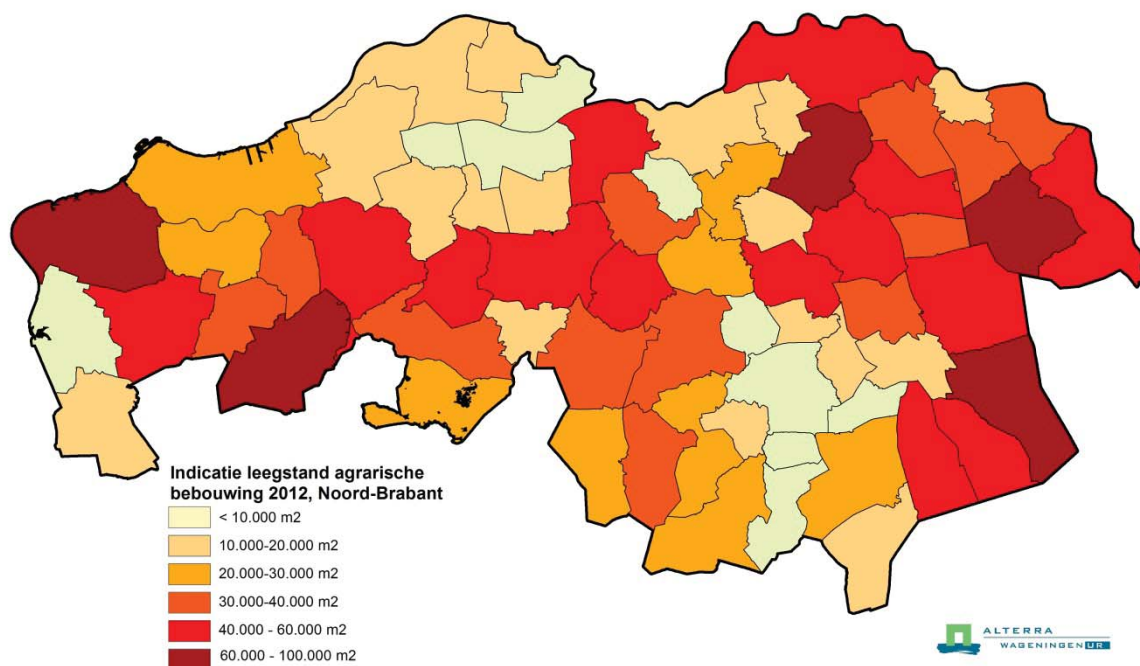 Indicatie leegstand agrarische
bebouwing 2012, Noord-Brabant
< 10.000 m2
10.000-20.000 m2
20.000-30.000 m2
30.000-40.000 m2
40.000 - 60.000 m2
60.000 - 100.000 m2
ALTERRA
WAGENINGEN UR